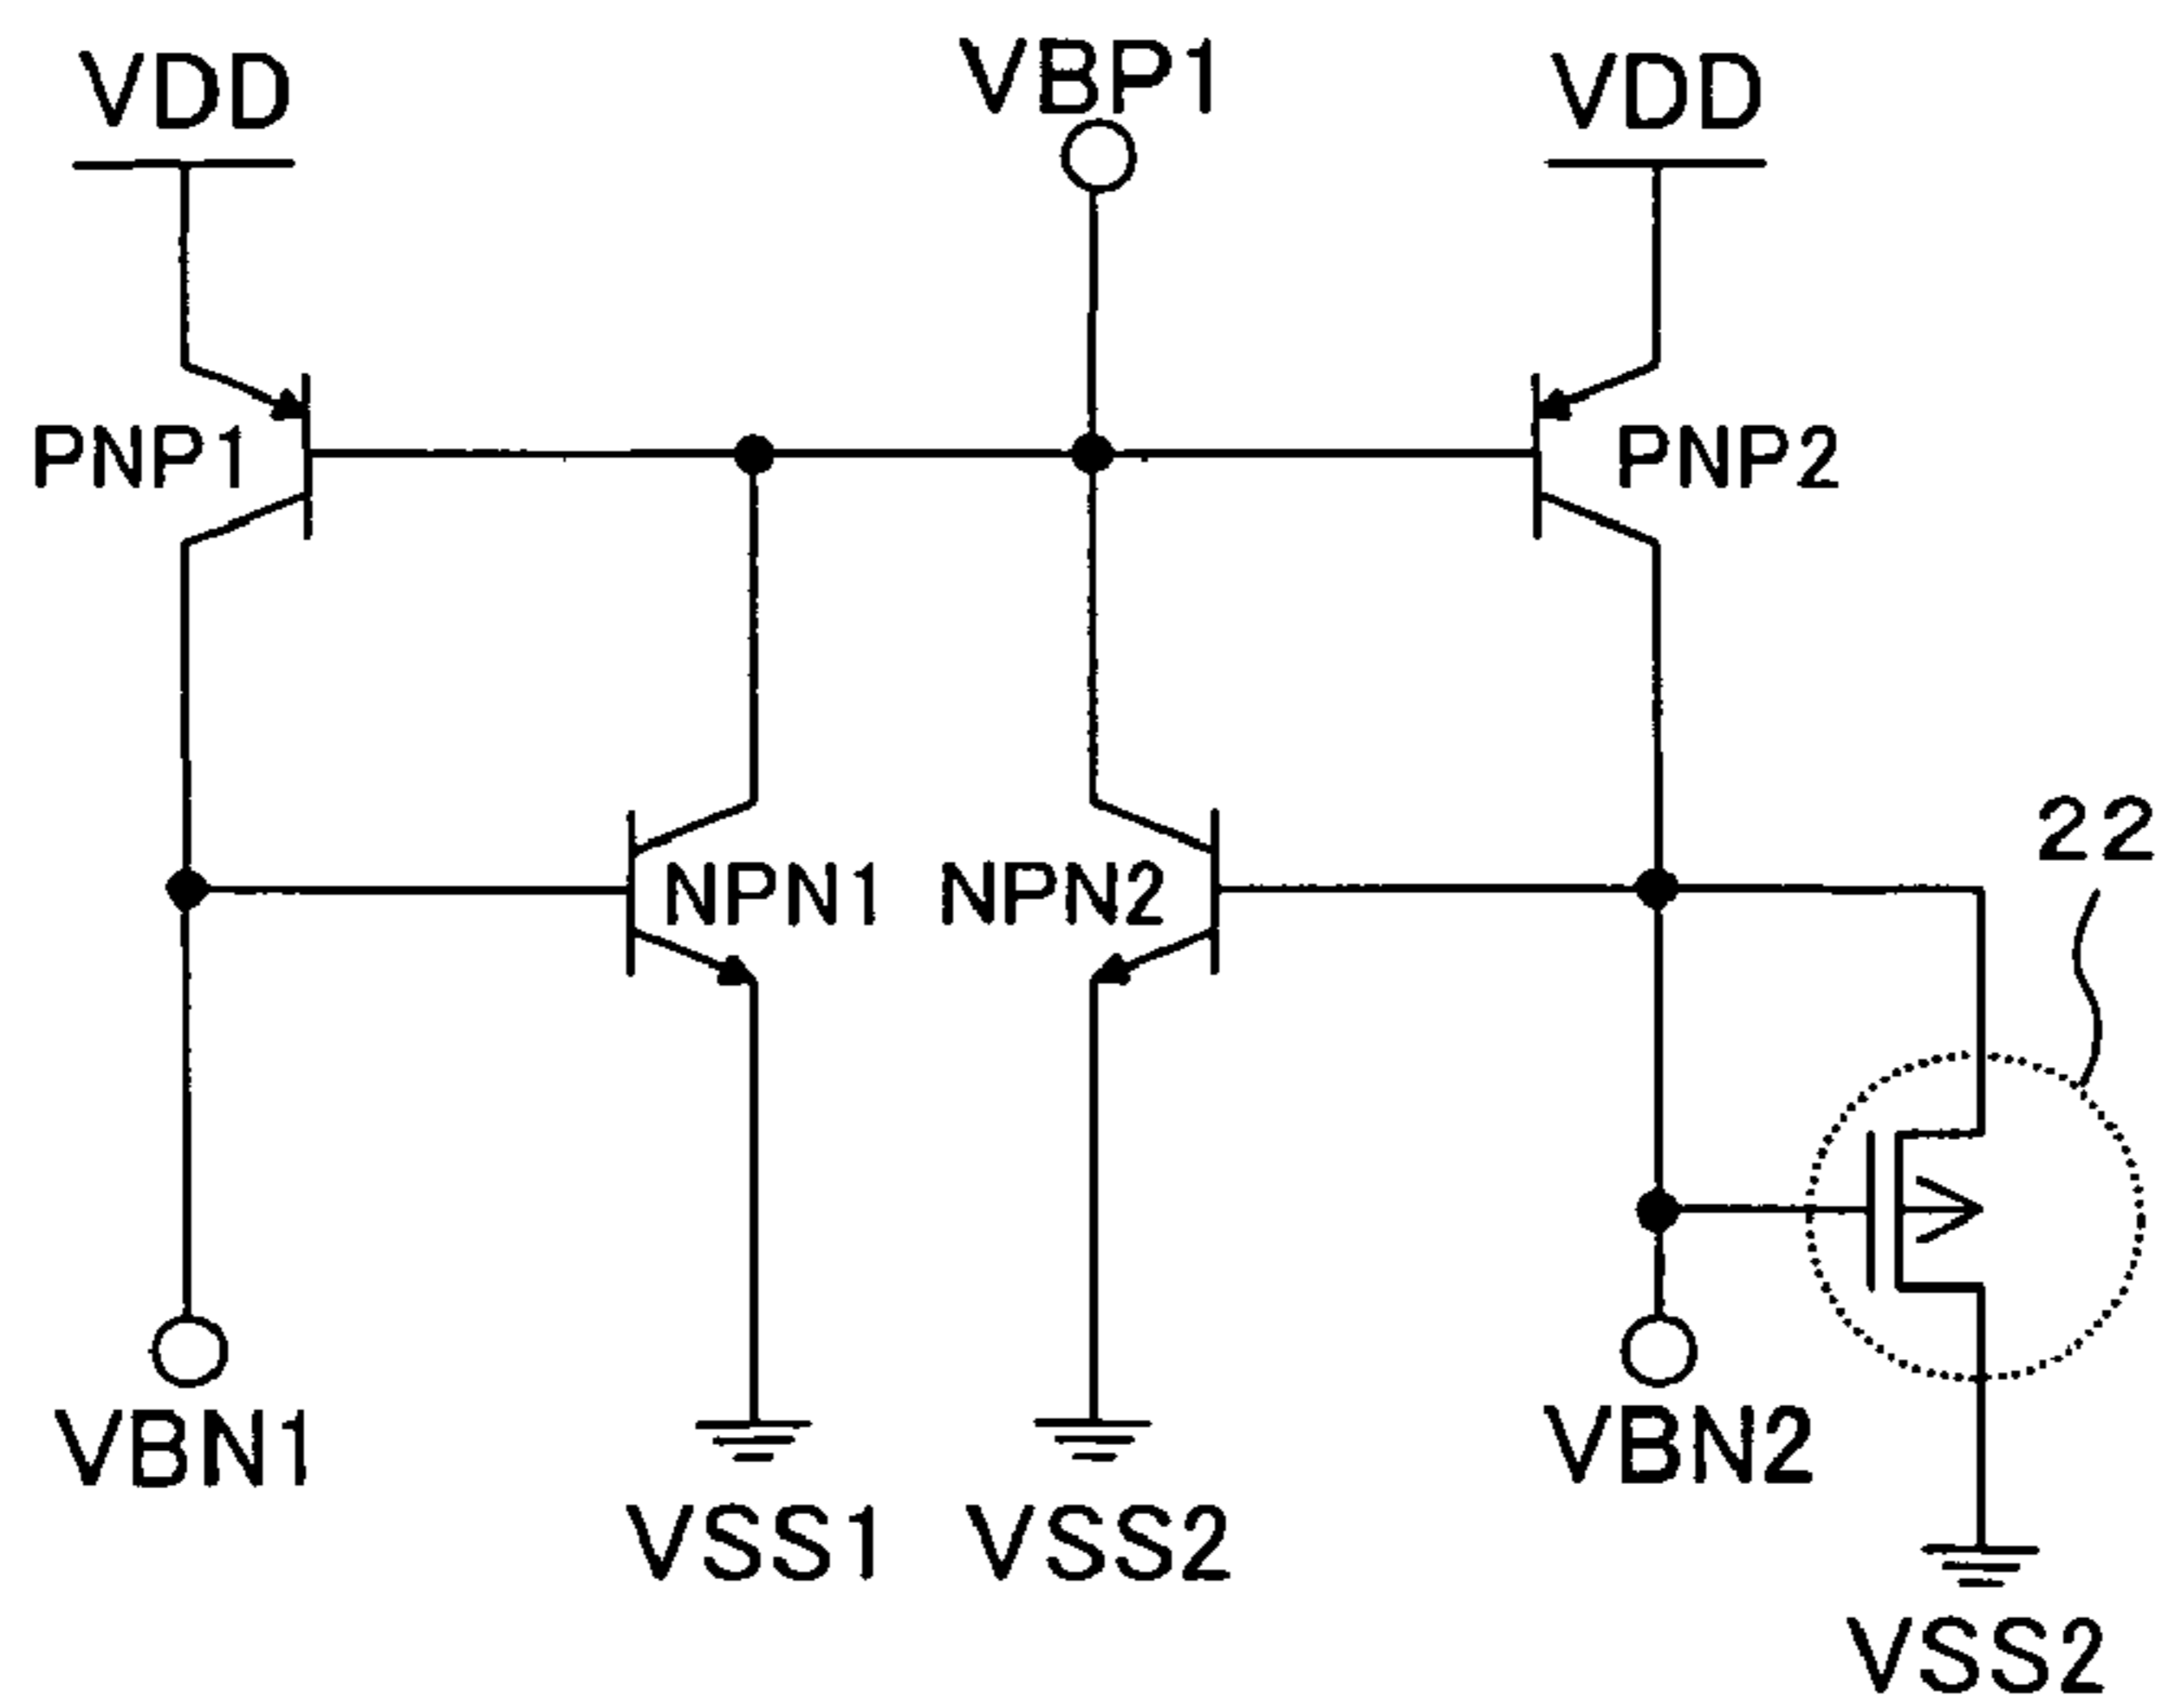 VDD
VBP1
VDD
PNP1
PNP2
22
NPN1
NPN2
VBN1
VBN2
VSS1
VSS2
VSS2